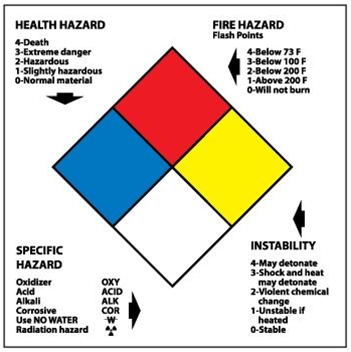 HEALTH HAZARD
4-Death
3-Extreme danger
2-Hazardous
1-Slightly hazardous
0-Normal material
FIRE HAZARD
Flash Points
4-Below 73 F
3-Below 100 F
2-Below 200 F
1-Above 200 F
0-Will not burn
SPECIFIC
HAZARD
Oxidizer OXY
Acid ACID
Alkali ALK
Corrosive COR
Use NO WATER W
Radiation hazard
INSTABILITY
4-May detonate
3-Shock and heat
may detonate
2-Violent chemical
change
1-Unstable if
heated
0-Stable